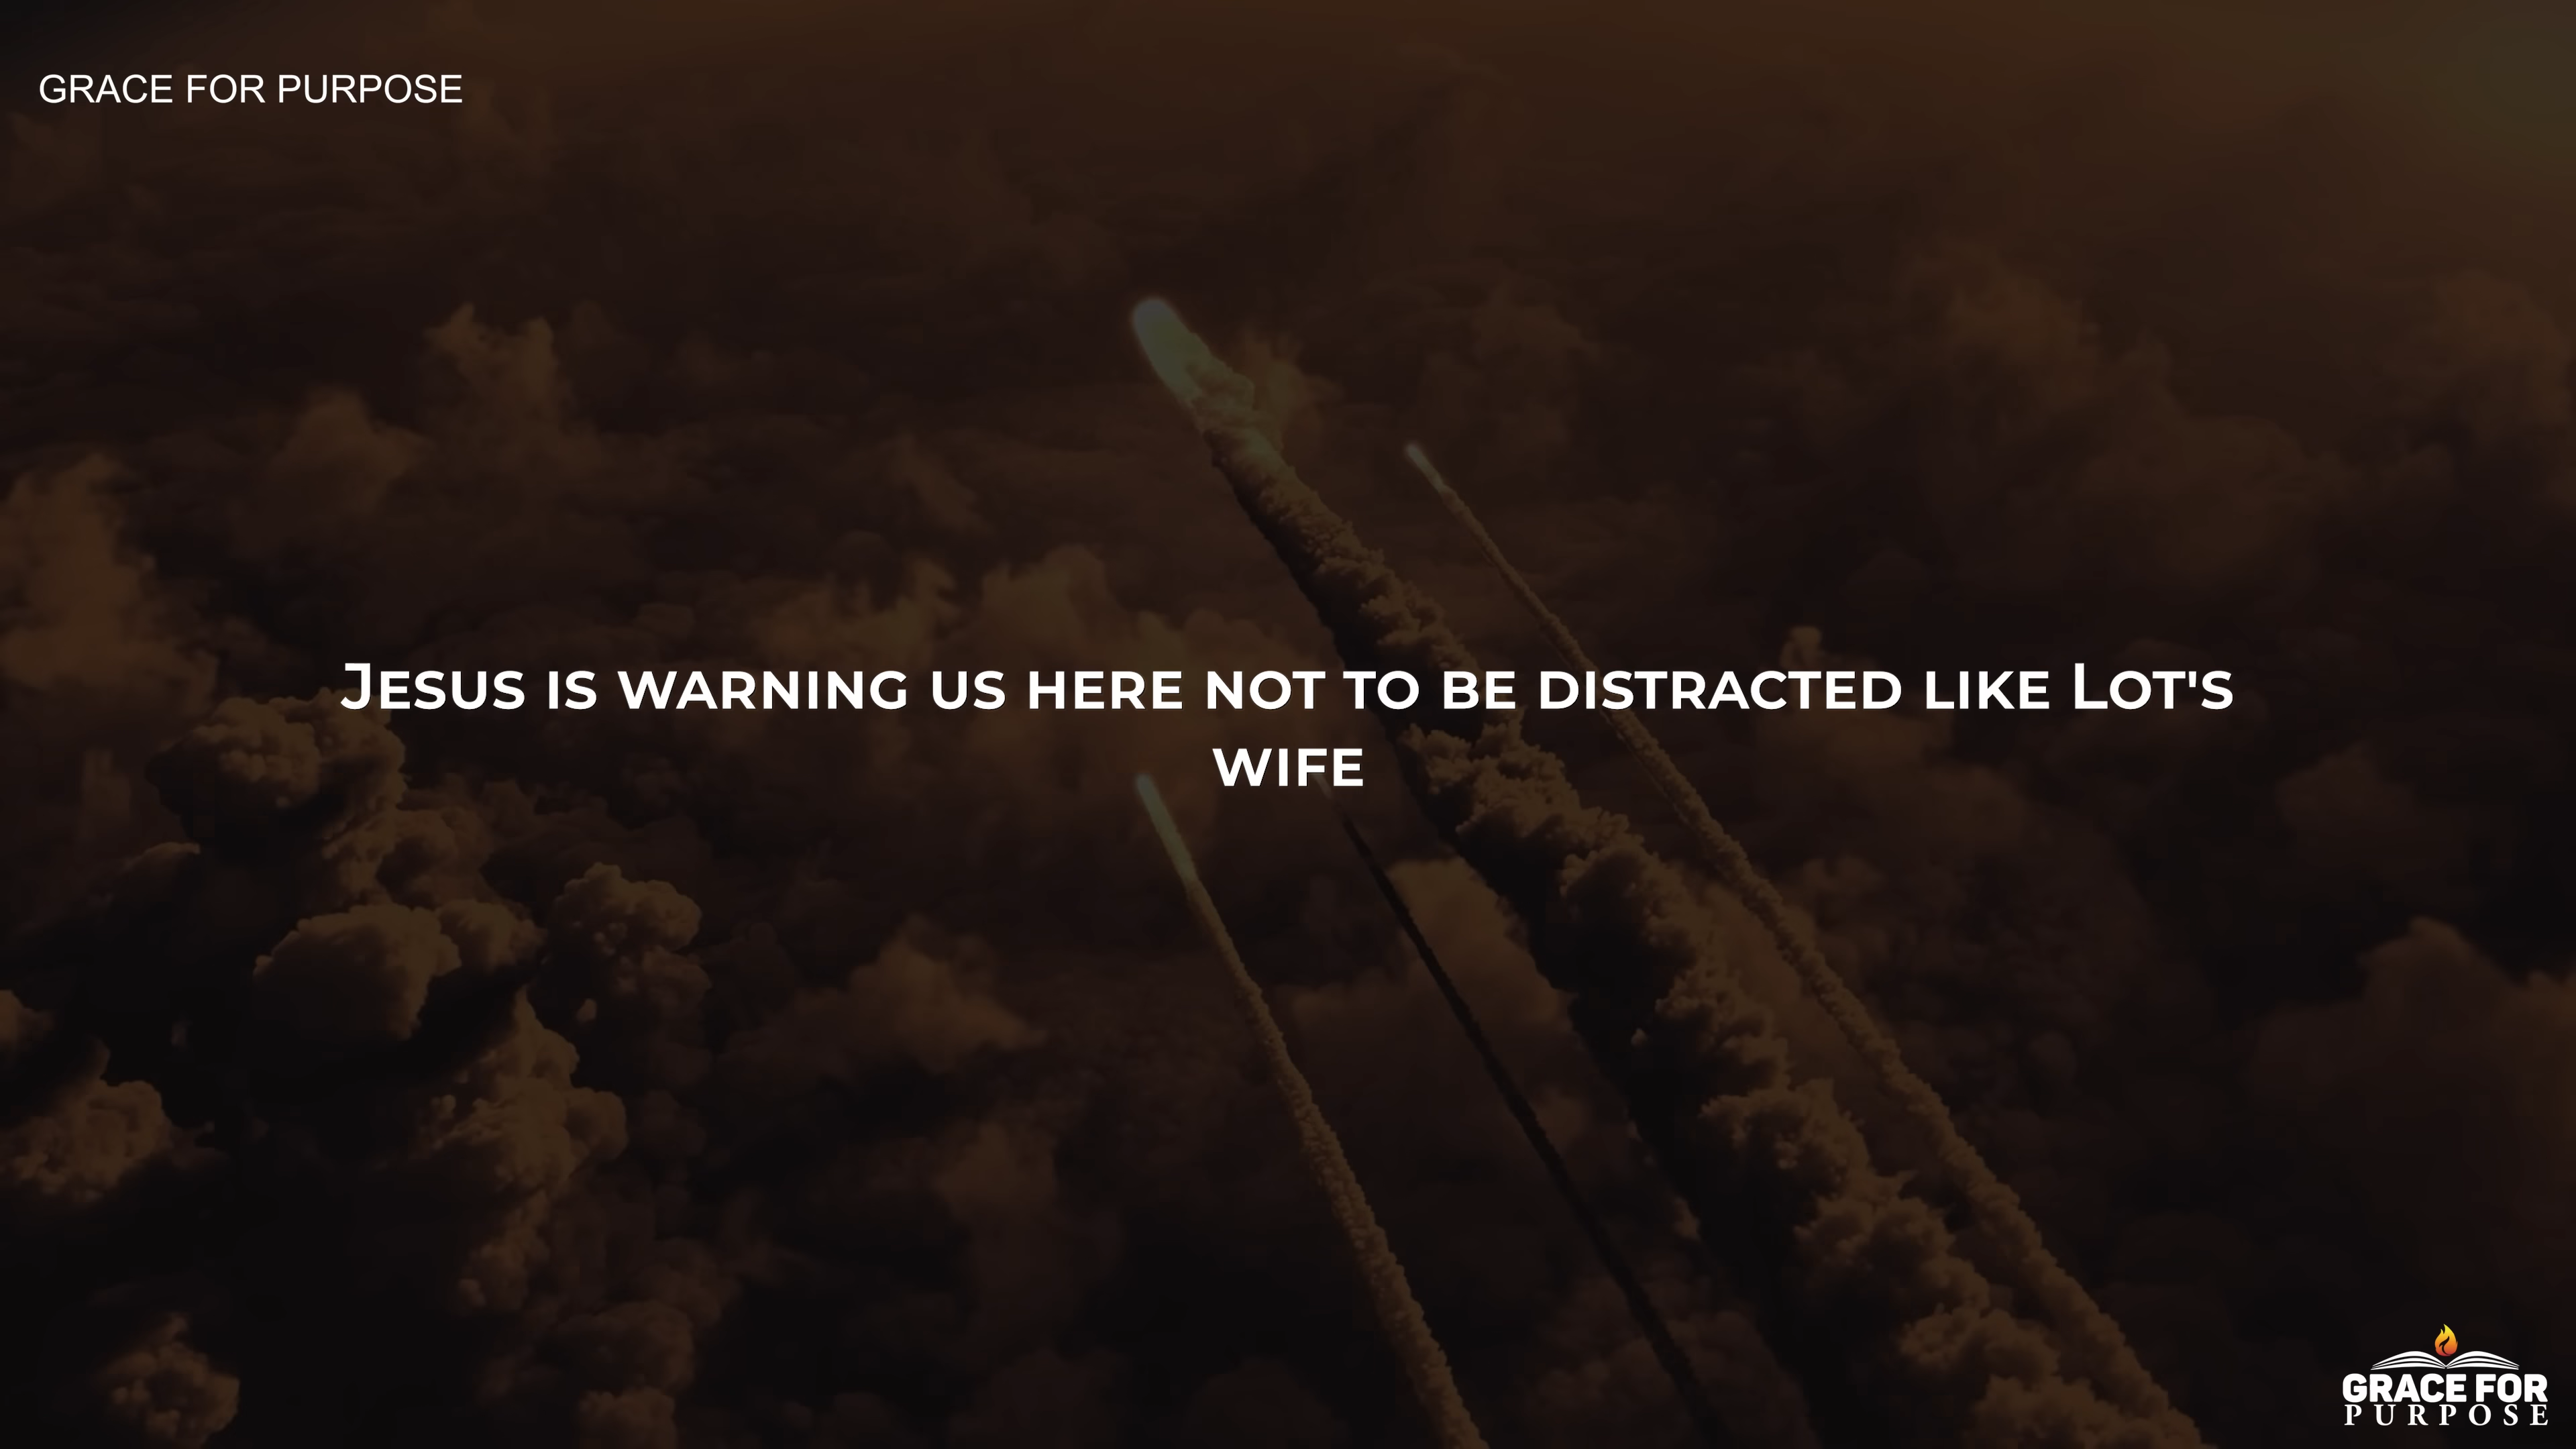 GRACE FOR PURPOSE
Jesus is warning us here not to be distracted like Lot's
wife
GRACE FOR
PURPOSE